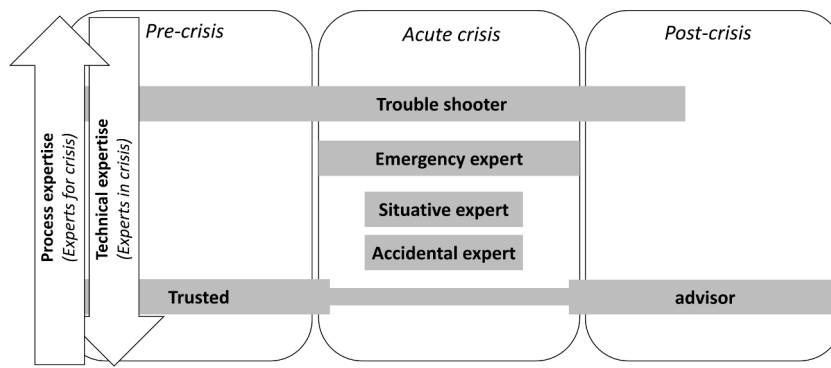 Pre-crisis
Acute crisis
Post-crisis
Process expertise
(Experts for crisis)
Technical expertise
(Experts in crisis)
Trouble shooter
Emergency expert
Situative expert
Accidental expert
Trusted advisor